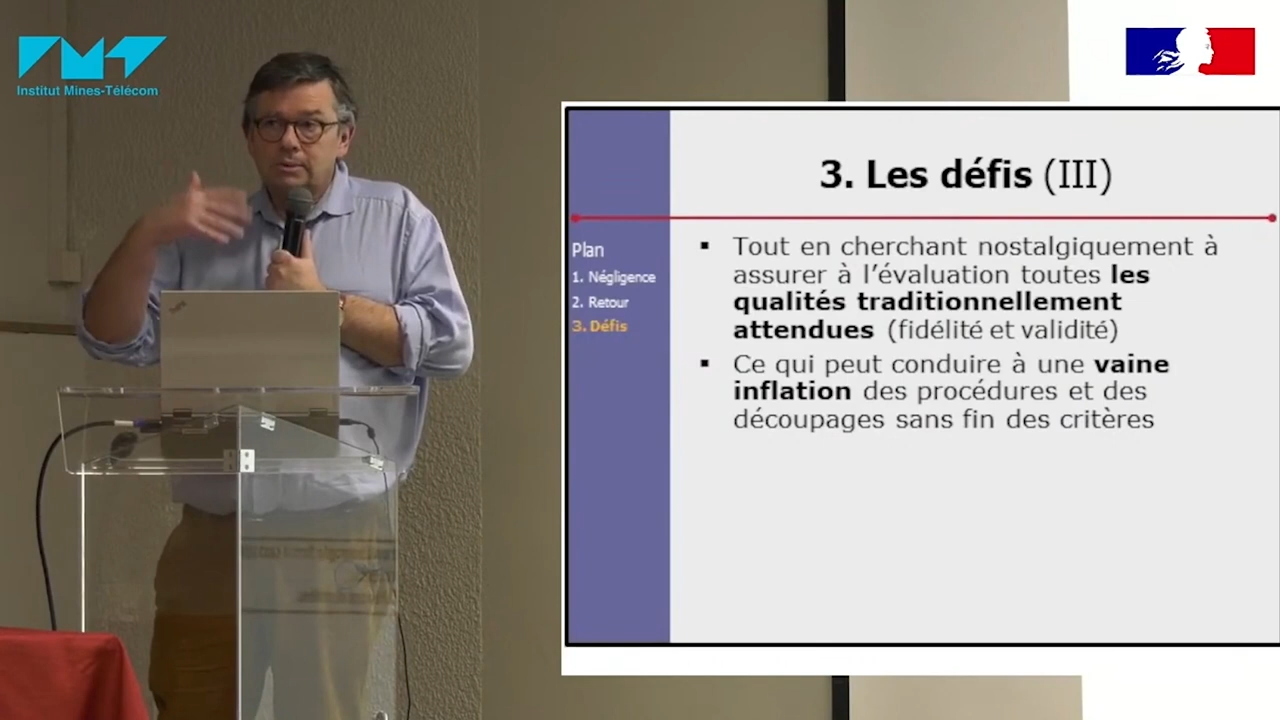 Institut Mines-Télécom
3. Les défis (III)
Plan
1. Négligence
2. Retour
3. Défis
▪ Tout en cherchant nostalgiquement à
assurer à l’évaluation toutes les
qualités traditionnellement
attendues (fidélité et validité)
▪ Ce qui peut conduire à une vaine
inflation des procédures et des
découpages sans fin des critères